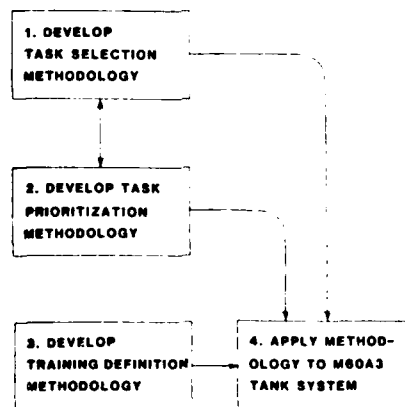 1. DEVELOP
TASK SELECTION
METHODOLOGY
2. DEVELOP TASK
PRIORITIZATION
METHODOLOGY
3. DEVELOP
TRAINING DEFINITION
METHODOLOGY
4. APPLY METHOD-
OLOGY TO M60A3
TANK SYSTEM